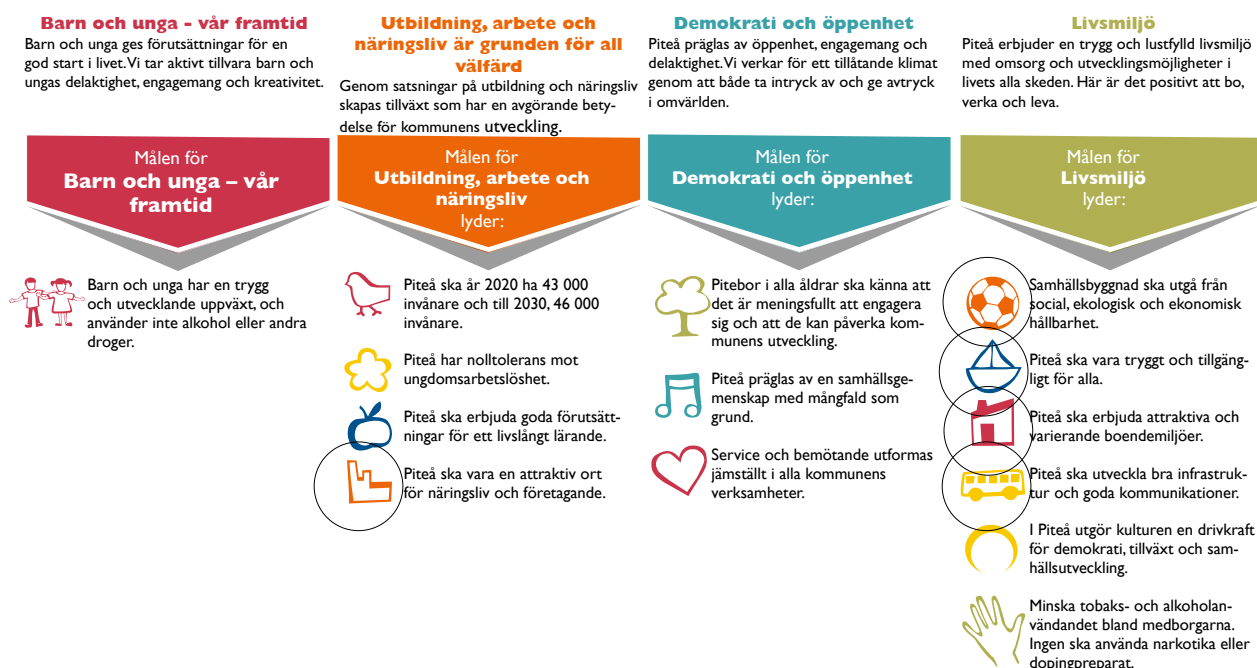 Barn och unga - vår framtid
Barn och unga ges förutsättningar för en
god start i livet.Vi tar aktivt tillvara barn och
ungas delaktighet, engagemang och kreativitet.
Utbildning, arbete och
näringsliv är grunden för all
välfärd
Genom satsningar på utbildning och näringsliv
skapas tillväxt som har en avgörande bety-
delse för kommunens utveckling.
Demokrati och öppenhet
Piteå präglas av öppenhet, engagemang och
delaktighet.Vi verkar för ett tillåtande klimat
genom att både ta intryck av och ge avtryck
i omvärlden.
Livsmiljö
Piteå erbjuder en trygg och lustfylld livsmiljö
med omsorg och utvecklingsmöjligheter i
livets alla skeden. Här är det positivt att bo,
verka och leva.
Målen för
Barn och unga – vår
framtid
Målen för
Utbildning, arbete och
näringsliv
lyder:
Målen för
Demokrati och öppenhet
lyder:
Målen för
Livsmiljö
lyder:
Barn och unga har en trygg
och utvecklande uppväxt, och
använder inte alkohol eller andra
droger.
Piteå ska år 2020 ha 43 000
invånare och till 2030, 46 000
invånare.
Piteå har nolltolerans mot
ungdomsarbetslöshet.
Piteå ska erbjuda goda förutsätt-
ningar för ett livslångt lärande.
Piteå ska vara en attraktiv ort
för näringsliv och företagande.
Pitebor i alla åldrar ska känna att
det är meningsfullt att engagera
sig och att de kan påverka kom-
munens utveckling.
Piteå präglas av en samhällsge-
menskap med mångfald som
grund.
Service och bemötande utformas
jämställt i alla kommunens
verksamheter.
Samhällsbyggnad ska utgå från
social, ekologisk och ekonomisk
hållbarhet.
Piteå ska vara tryggt och tillgäng-
ligt för alla.
Piteå ska erbjuda attraktiva och
varierande boendemiljöer.
Piteå ska utveckla bra infrastruk-
tur och goda kommunikationer.
I Piteå utgör kulturen en drivkraft
för demokrati, tillväxt och sam-
hällsutveckling.
Minska tobaks- och alkoholan-
vändandet bland medborgarna.
Ingen ska använda narkotika eller
dopingpreparat.